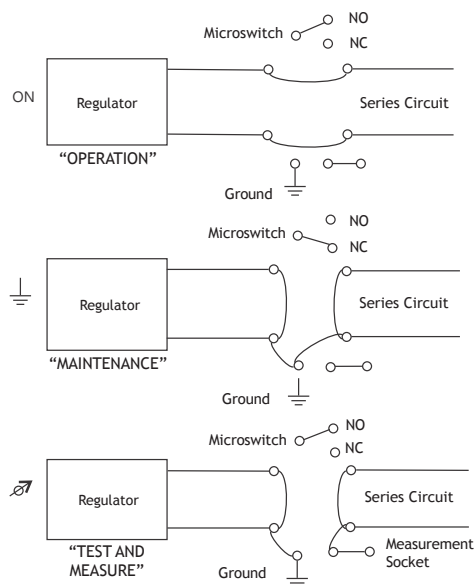 Microswitch
NO
NC
ON
Regulator
Series Circuit
“OPERATION”
Ground
NO
Microswitch
NC
Regulator
Series Circuit
“MAINTENANCE”
Ground
NO
Microswitch
NC
Regulator
Series Circuit
“TEST AND
MEASURE”
Measurement
Socket
Ground